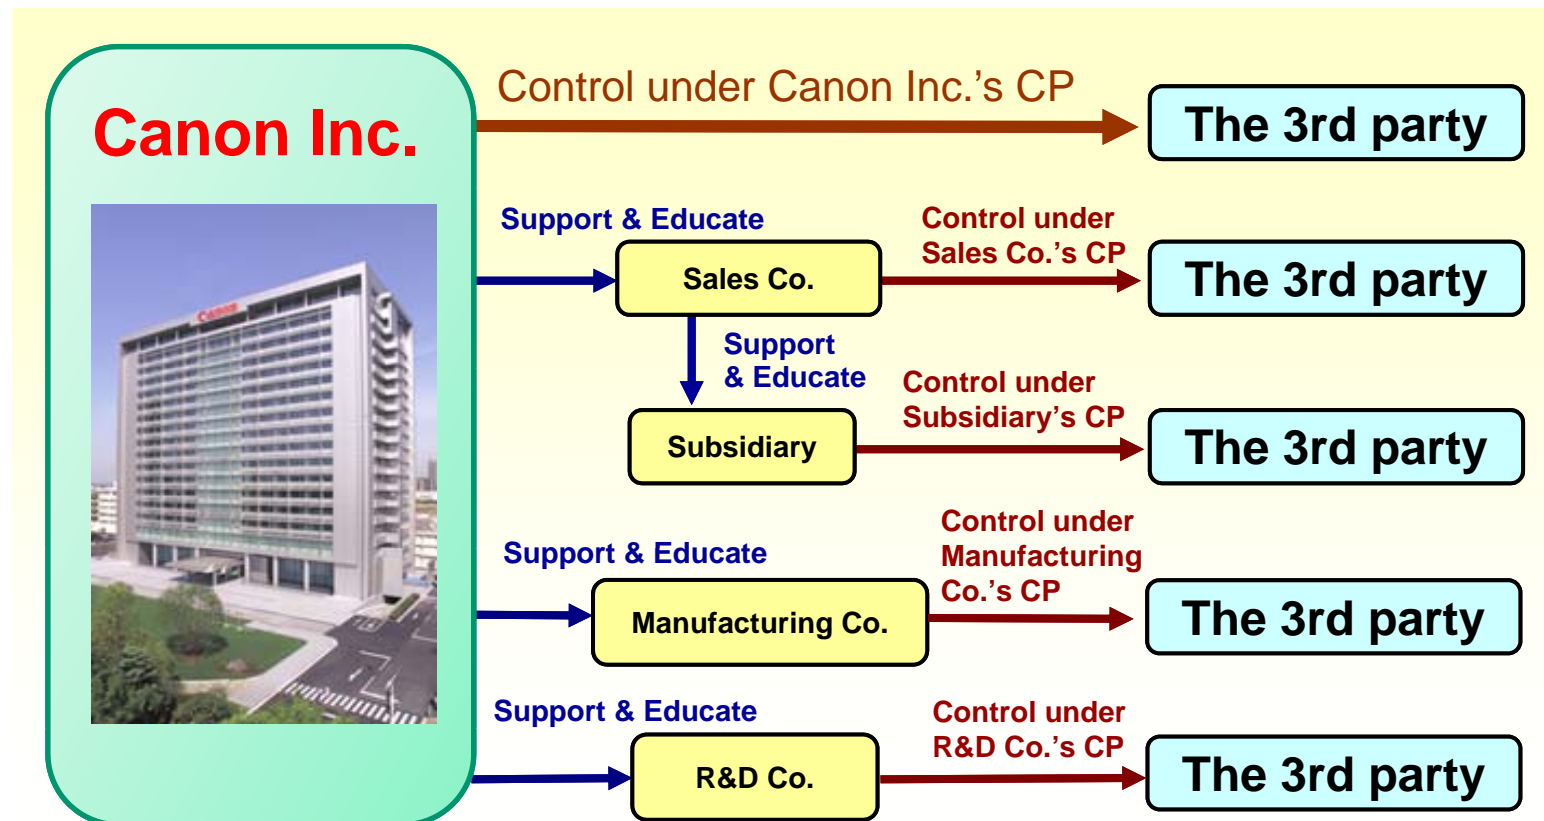 Canon Inc.
Canon
Control under Canon Inc.'s CP
The 3rd party
Support & Educate
Sales Co.
Control under
Sales Co.'s CP
The 3rd party
Support
& Educate
Subsidiary
Control under
Subsidiary's CP
The 3rd party
Support & Educate
Manufacturing Co.
Control under
Manufacturing
Co.'s CP
The 3rd party
Support & Educate
R&D Co.
Control under
R&D Co.'s CP
The 3rd party